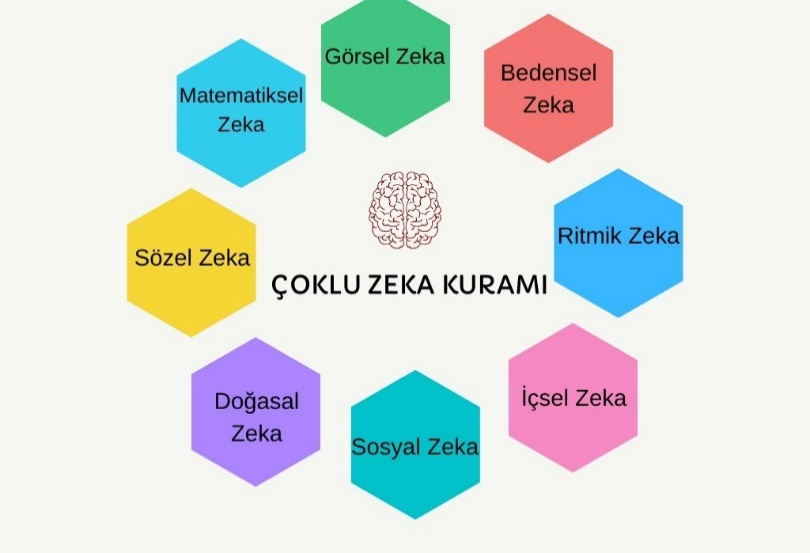 Görsel Zeka
Bedensel
Zeka
Matematiksel
Zeka
Ritmik Zeka
Sözel Zeka
ÇOKLU ZEKA KURAMI
İçsel Zeka
Doğasal
Zeka
Sosyal Zeka